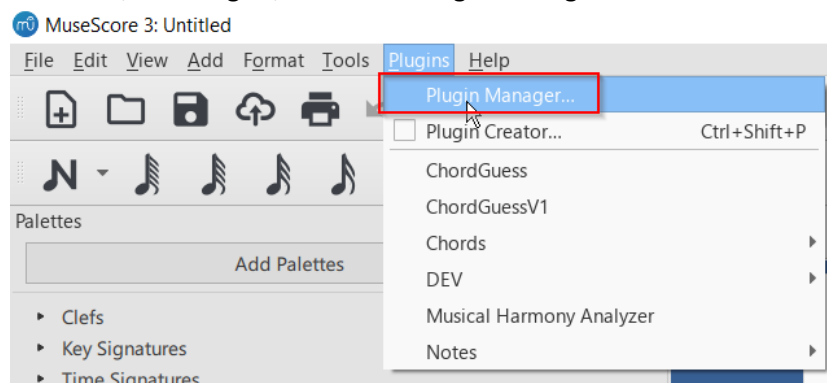 MuseScore 3: Untitled
File Edit View Add Format Tools Plugins Help
Plugin Manager...
Plugin Creator... Ctrl+Shift+P
ChordGuess
ChordGuessV1
Chords
DEV
Musical Harmony Analyzer
Notes
Palettes
Add Palettes
Clefs
Key Signatures
Time Signatures